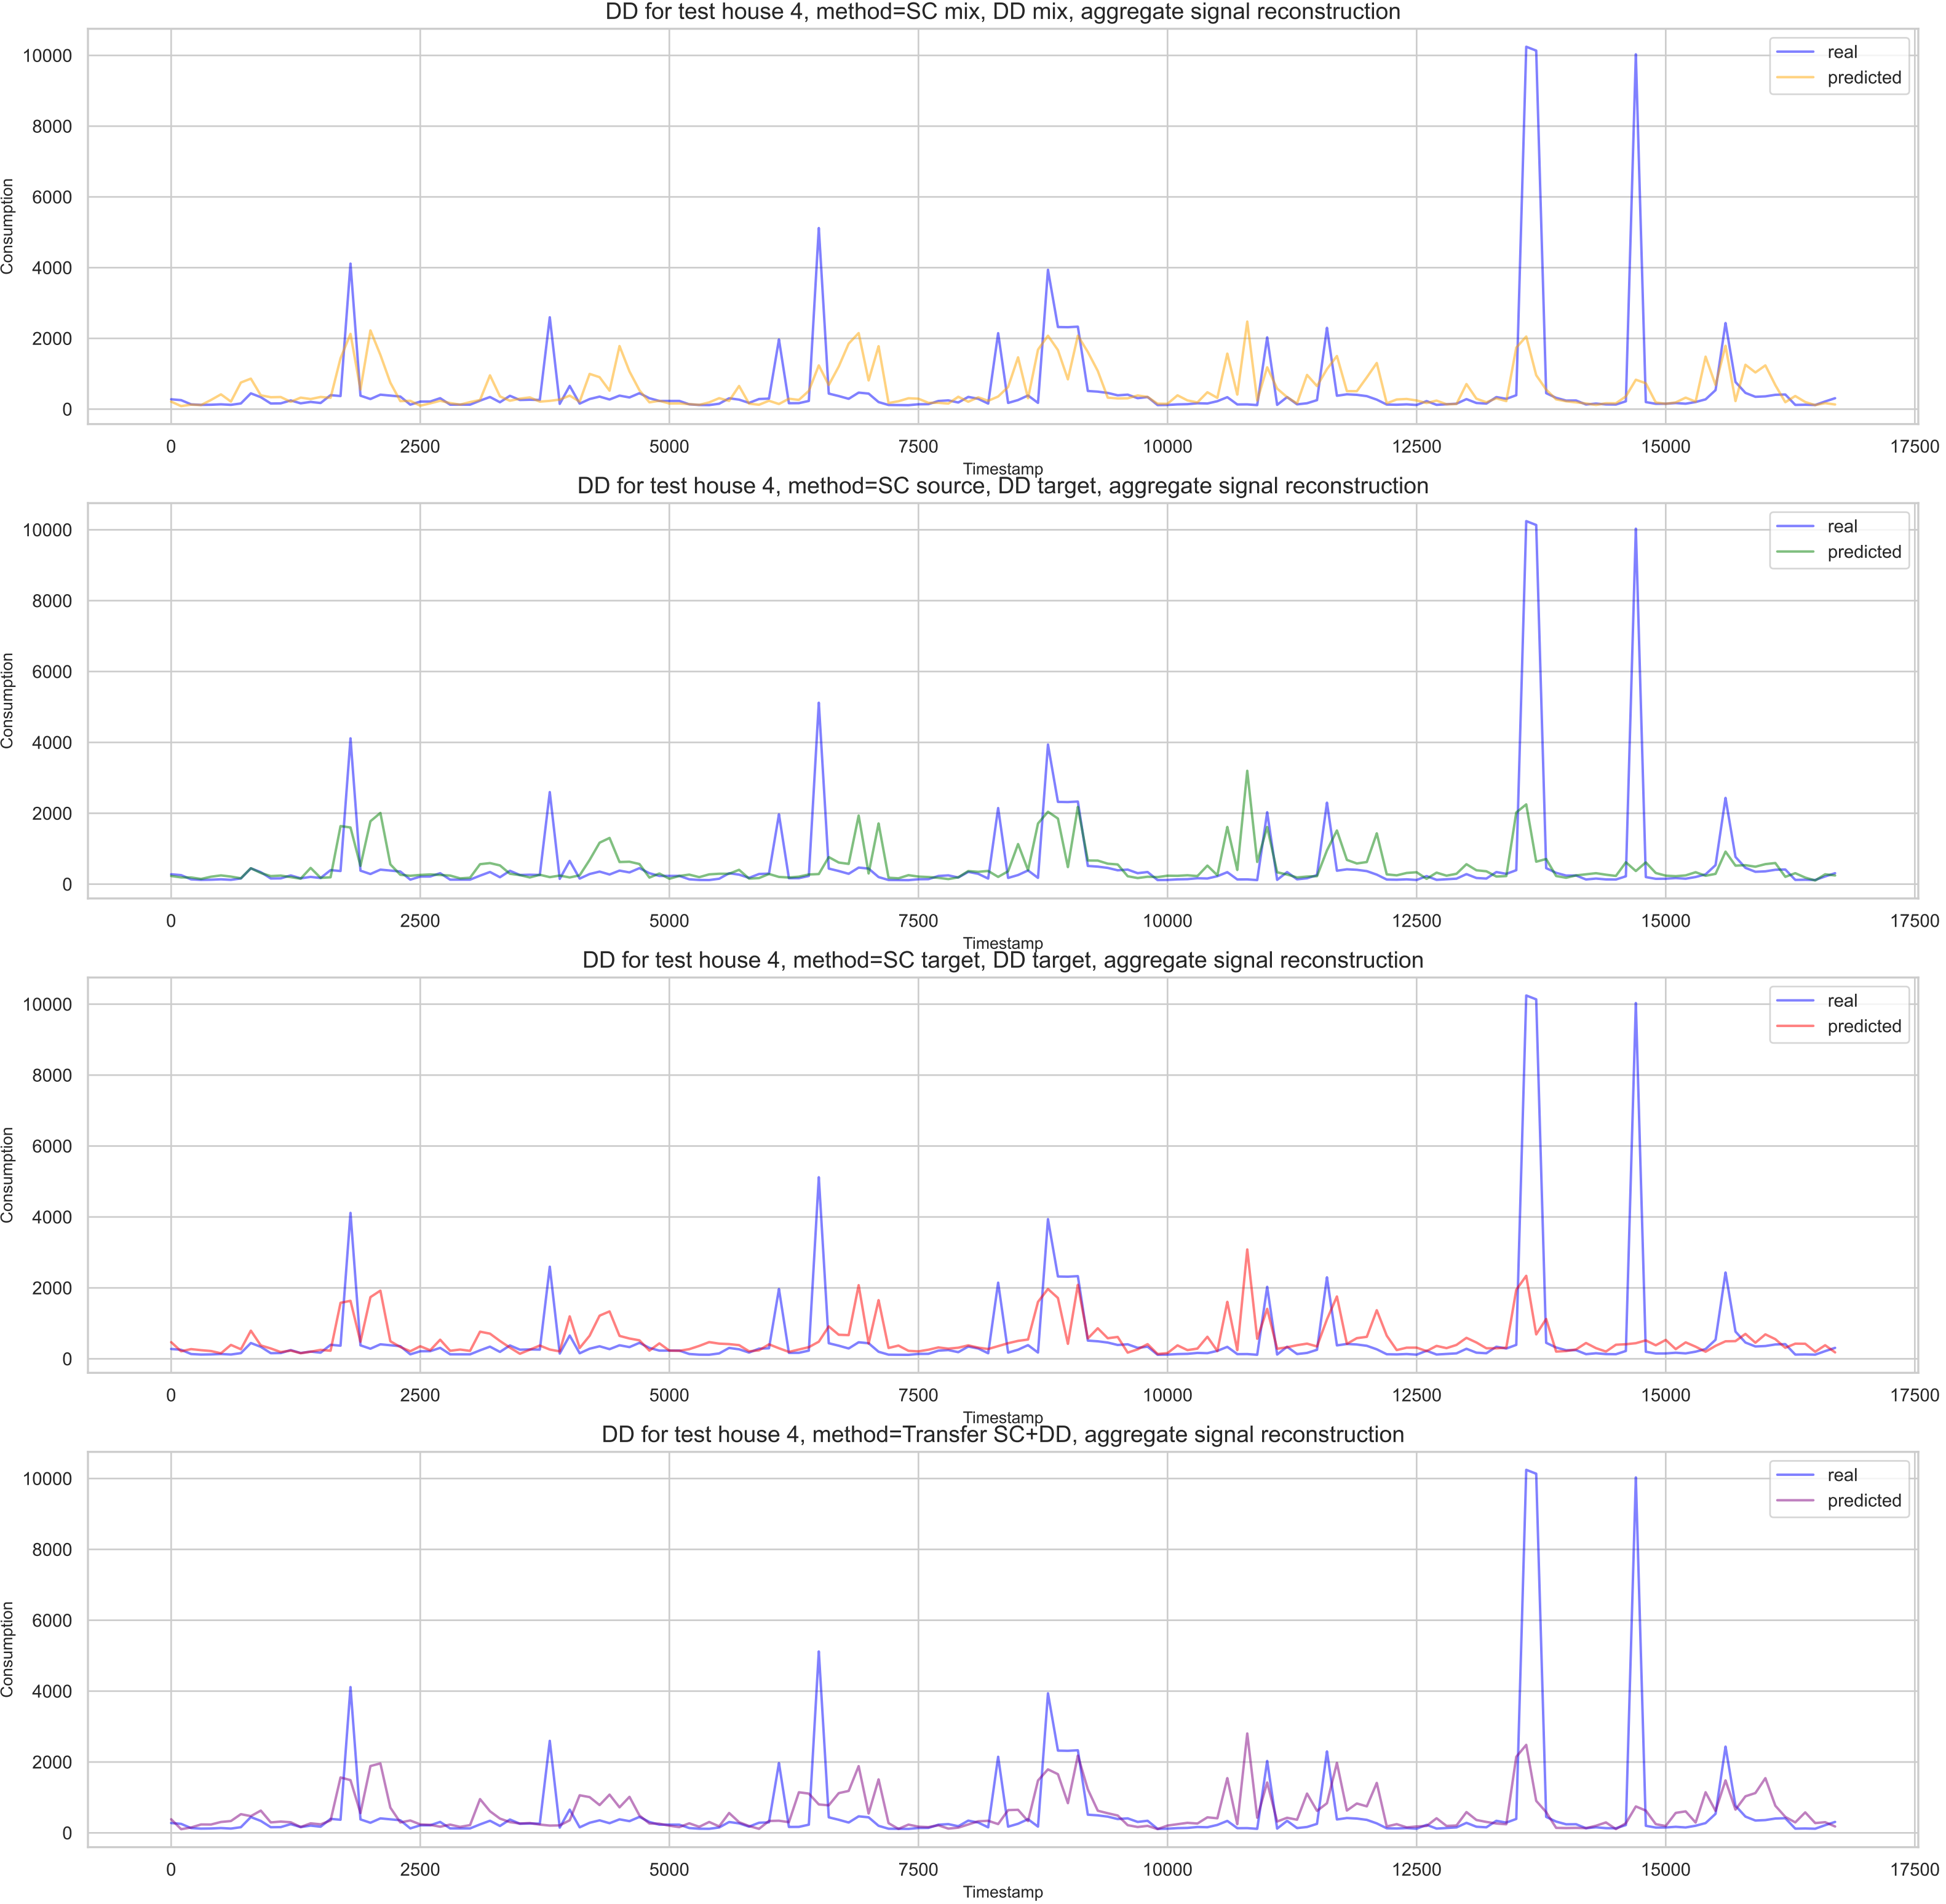 DD for test house 4, method=SC mix, DD mix, aggregate signal reconstruction
10000
8000
6000
4000
2000
0
Consumption
real
predicted
0 2500 5000 7500 10000 12500 15000 17500
Timestamp
DD for test house 4, method=SC source, DD target, aggregate signal reconstruction
10000
8000
6000
4000
2000
0
Consumption
real
predicted
0 2500 5000 7500 10000 12500 15000 17500
Timestamp
DD for test house 4, method=SC target, DD target, aggregate signal reconstruction
10000
8000
6000
4000
2000
0
Consumption
real
predicted
0 2500 5000 7500 10000 12500 15000 17500
Timestamp
DD for test house 4, method=Transfer SC+DD, aggregate signal reconstruction
10000
8000
6000
4000
2000
0
Consumption
real
predicted
0 2500 5000 7500 10000 12500 15000 17500
Timestamp